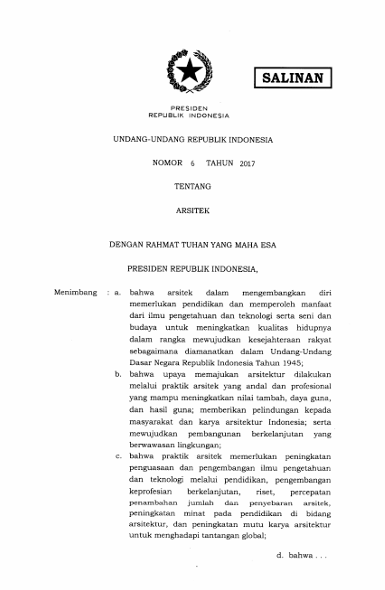 SALINAN
PRESIDEN
REPUBLIK INDONESIA
UNDANG-UNDANG REPUBLIK INDONESIA
NOMOR 6 TAHUN 2017
TENTANG
ARSITEK
DENGAN RAHMAT TUHAN YANG MAHA ESA
PRESIDEN REPUBLIK INDONESIA,
Menimbang : a. bahwa arsitek dalam mengembangkan diri
memerlukan pendidikan dan memperoleh manfaat
dari ilmu pengetahuan dan teknologi serta seni dan
budaya untuk meningkatkan kualitas hidupnya
dalam rangka mewujudkan kesejahteraan rakyat
sebagaimana diamanatkan dalam Undang-Undang
Dasar Negara Republik Indonesia Tahun 1945;
b. bahwa upaya memajukan arsitektur dilakukan
melalui praktik arsitek yang andal dan profesional
yang mampu meningkatkan nilai tambah, daya guna,
dan hasil guna; memberikan pelindungan kepada
masyarakat dan karya arsitektur Indonesia; serta
mewujudkan pembangunan berkelanjutan yang
berwawasan lingkungan;
c. bahwa praktik arsitek memerlukan peningkatan
penguasaan dan pengembangan ilmu pengetahuan
dan teknologi melalui pendidikan, pengembangan
keprofesian berkelanjutan, riset, percepatan
penambahan jumlah dan penyebaran arsitek,
peningkatan minat pada pendidikan di bidang
arsitektur, dan peningkatan mutu karya arsitektur
untuk menghadapi tantangan global;
d. bahwa . . .